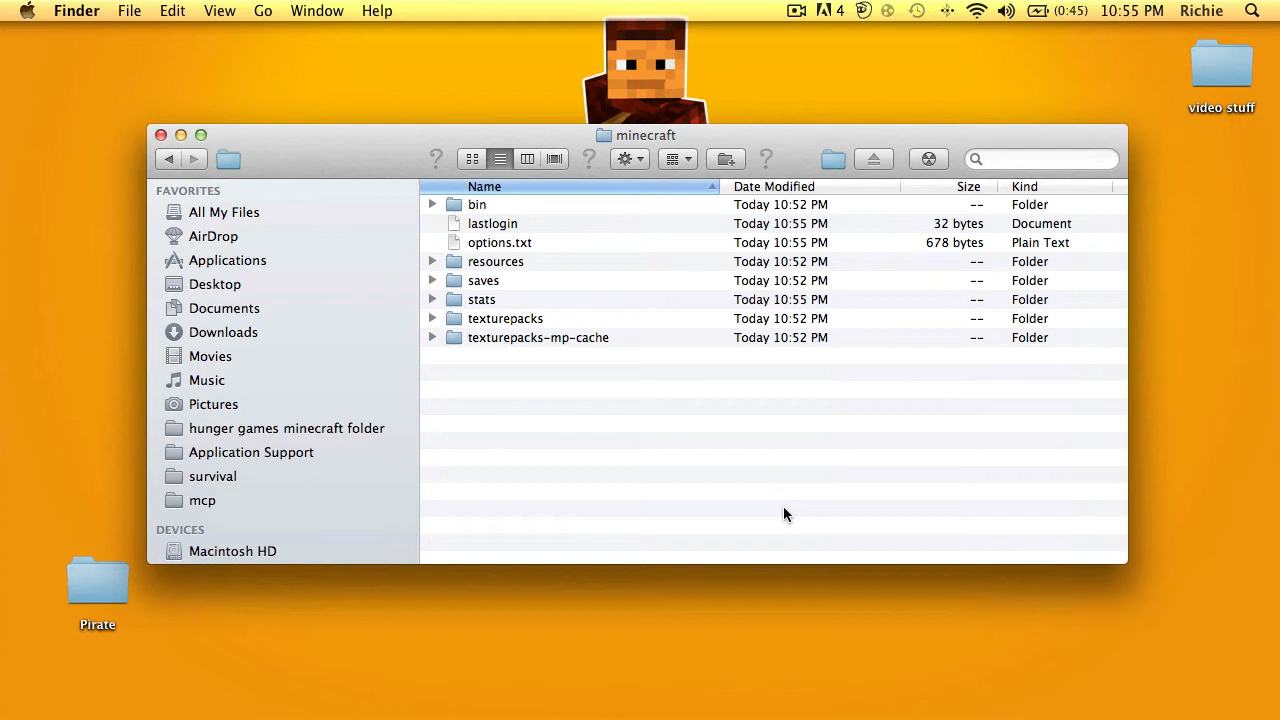 Finder File Edit View Go Window Help 4 (0:45) 10:55 PM Richie
video stuff
minecraft
FAVORITES
All My Files
AirDrop
Applications
Desktop
Documents
Downloads
Movies
Music
Pictures
hunger games minecraft folder
Application Support
survival
mcp
DEVICES
Macintosh HD
Name Date Modified Size Kind
bin Today 10:52 PM -- Folder
lastlogin Today 10:55 PM 32 bytes Document
options.txt Today 10:55 PM 678 bytes Plain Text
resources Today 10:52 PM -- Folder
saves Today 10:52 PM -- Folder
stats Today 10:55 PM -- Folder
texturepacks Today 10:52 PM -- Folder
texturepacks-mp-cache Today 10:52 PM -- Folder
Pirate